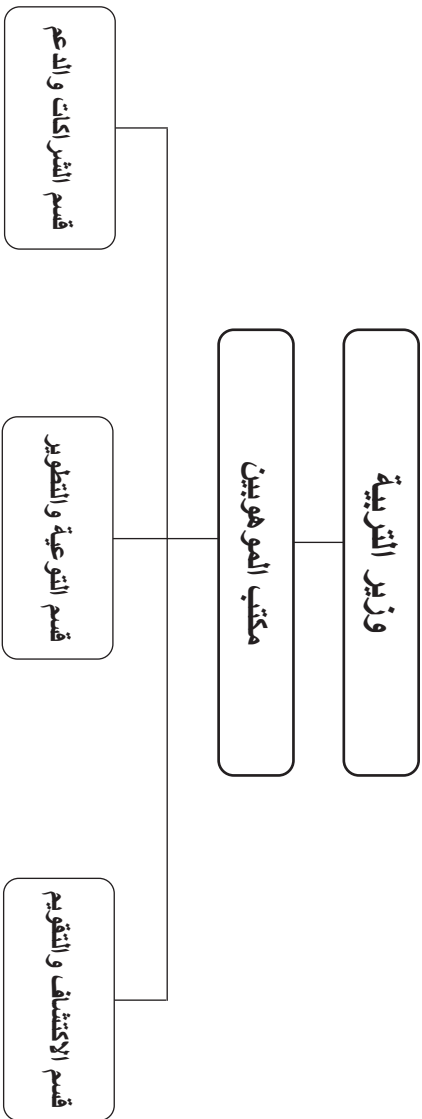 وزير التربية
مكتب الموهوبين
قسم الاكتشاف والتقويم
قسم التوعية والتطوير
قسم الشراكات والدعم